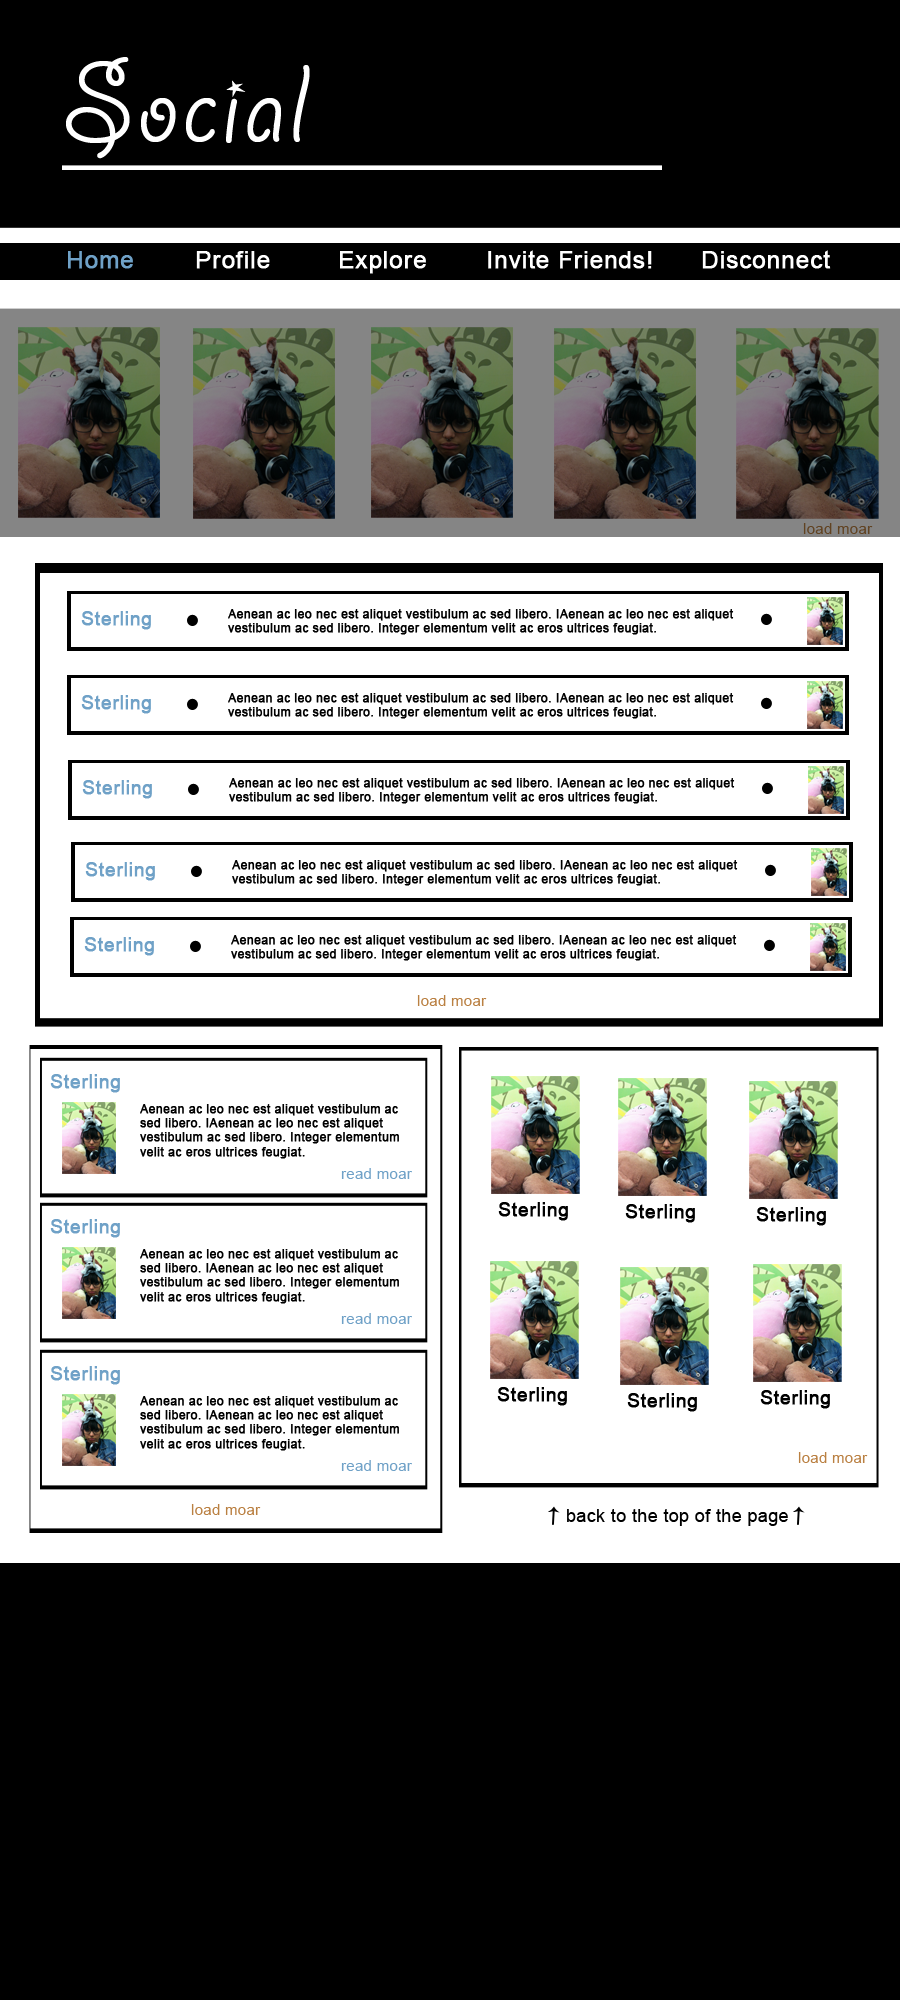 Social
Home Profile Explore Invite Friends! Disconnect
load moar
Sterling
Aenean ac leo nec est aliquet vestibulum ac sed libero. IAenean ac leo nec est aliquet
vestibulum ac sed libero. Integer elementum velit ac eros ultrices feugiat.
Sterling
Aenean ac leo nec est aliquet vestibulum ac sed libero. IAenean ac leo nec est aliquet
vestibulum ac sed libero. Integer elementum velit ac eros ultrices feugiat.
Sterling
Aenean ac leo nec est aliquet vestibulum ac sed libero. IAenean ac leo nec est aliquet
vestibulum ac sed libero. Integer elementum velit ac eros ultrices feugiat.
Sterling
Aenean ac leo nec est aliquet vestibulum ac sed libero. IAenean ac leo nec est aliquet
vestibulum ac sed libero. Integer elementum velit ac eros ultrices feugiat.
Sterling
Aenean ac leo nec est aliquet vestibulum ac sed libero. IAenean ac leo nec est aliquet
vestibulum ac sed libero. Integer elementum velit ac eros ultrices feugiat.
load moar
Sterling
Aenean ac leo nec est aliquet vestibulum ac
sed libero. IAenean ac leo nec est aliquet
vestibulum ac sed libero. Integer elementum
velit ac eros ultrices feugiat.
read moar
Sterling
Aenean ac leo nec est aliquet vestibulum ac
sed libero. IAenean ac leo nec est aliquet
vestibulum ac sed libero. Integer elementum
velit ac eros ultrices feugiat.
read moar
Sterling
Aenean ac leo nec est aliquet vestibulum ac
sed libero. IAenean ac leo nec est aliquet
vestibulum ac sed libero. Integer elementum
velit ac eros ultrices feugiat.
read moar
load moar
Sterling Sterling Sterling
Sterling Sterling Sterling
load moar
↑ back to the top of the page ↑